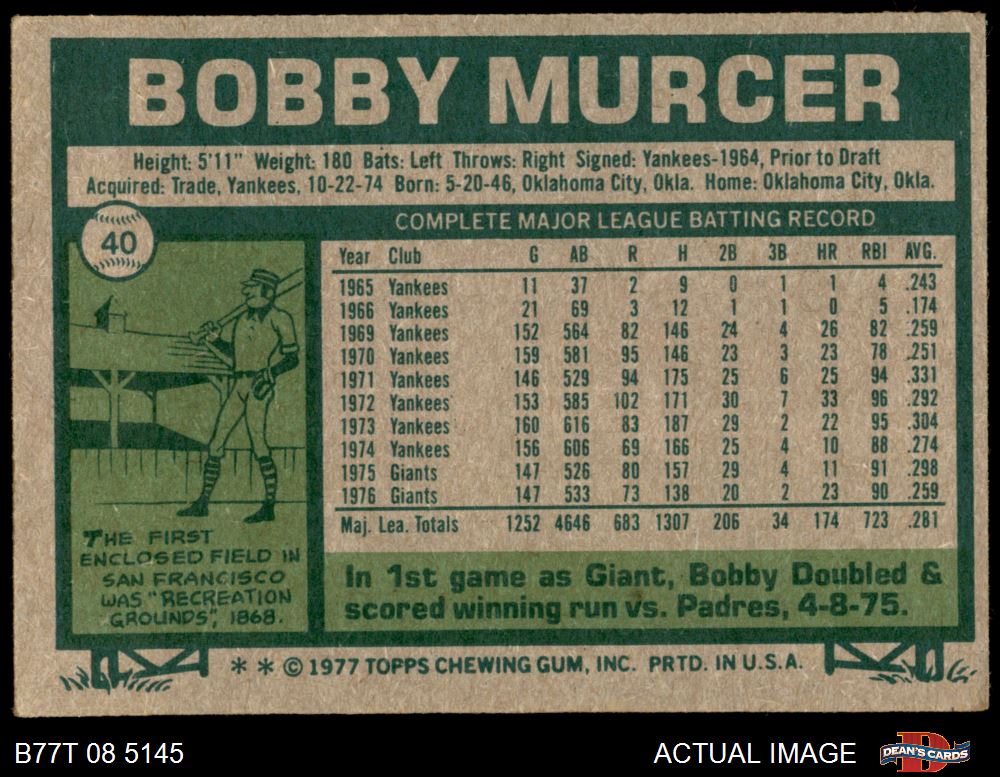 BOBBY MURCER
Height: 5'11" Weight: 180 Bats: Left Throws: Right Signed: Yankees-1964, Prior to Draft
Acquired: Trade, Yankees, 10-22-74 Born: 5-20-46, Oklahoma City, Okla. Home: Oklahoma City, Okla.
40
COMPLETE MAJOR LEAGUE BATTING RECORD
Year Club G AB R H 2B 3B HR RBI AVG.
1965 Yankees 11 37 2 9 0 1 1 4 .243
1966 Yankees 21 69 3 12 1 1 0 5 .174
1969 Yankees 152 564 82 146 24 4 26 82 .259
1970 Yankees 159 581 95 146 23 3 23 78 .251
1971 Yankees 146 529 94 175 25 6 25 94 .331
1972 Yankees 153 585 102 171 30 7 33 96 .292
1973 Yankees 160 616 83 187 29 2 22 95 .304
1974 Yankees 156 606 69 166 25 4 10 88 .274
1975 Giants 147 526 80 157 29 4 11 91 .298
1976 Giants 147 533 73 138 20 2 23 90 .259
Maj. Lea. Totals 1252 4646 683 1307 206 34 174 723 .281
THE FIRST
ENCLOSED FIELD IN
SAN FRANCISCO
WAS "RECREATION
GROUNDS", 1868.
In 1st game as Giant, Bobby Doubled &
scored winning run vs. Padres, 4-8-75.
* * © 1977 TOPPS CHEWING GUM, INC. PRTD. IN U.S.A.
B77T 08 5145
ACTUAL IMAGE
D
DEAN'S CARDS